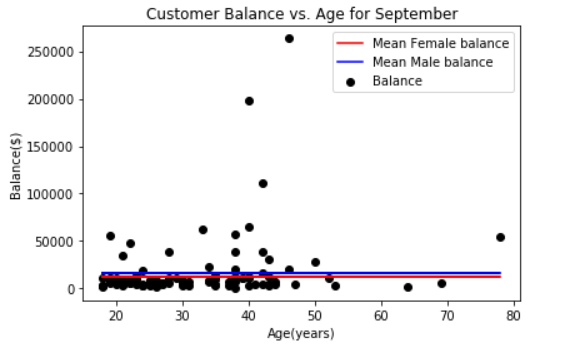 Customer Balance vs. Age for September
Mean Female balance
Mean Male balance
Balance
Balance($)
250000
200000
150000
100000
50000
0
20 30 40 50 60 70 80
Age(years)